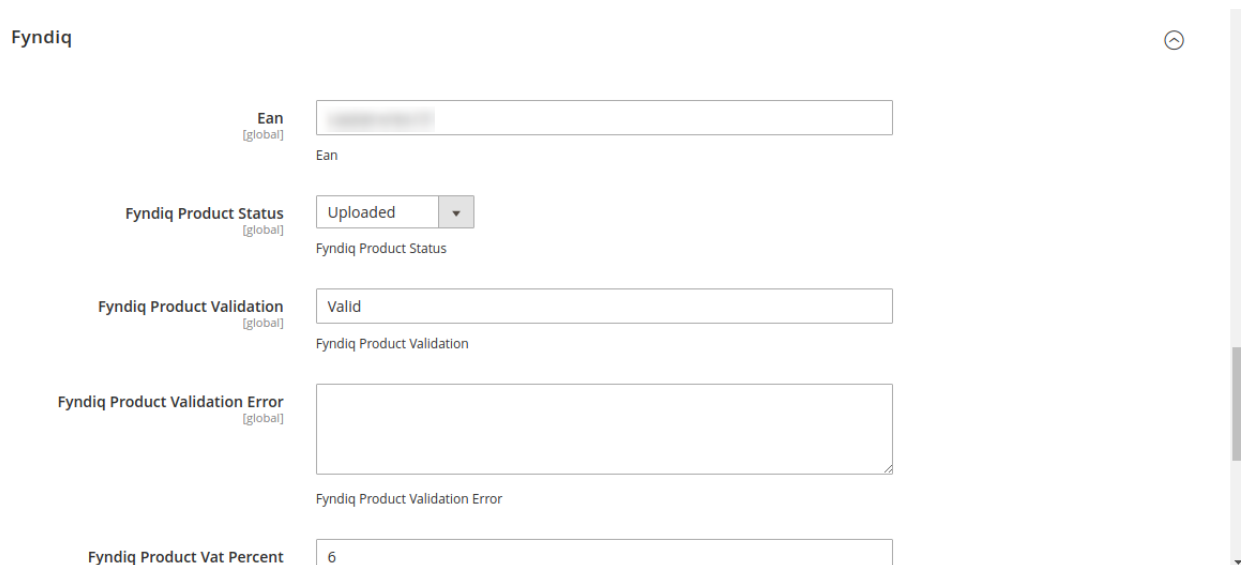 Fyndiq
Ean
[global]
Ean
Fyndiq Product Status
[global]
Uploaded
Fyndiq Product Status
Fyndiq Product Validation
[global]
Valid
Fyndiq Product Validation
Fyndiq Product Validation Error
[global]
Fyndiq Product Validation Error
Fyndiq Product Vat Percent
6